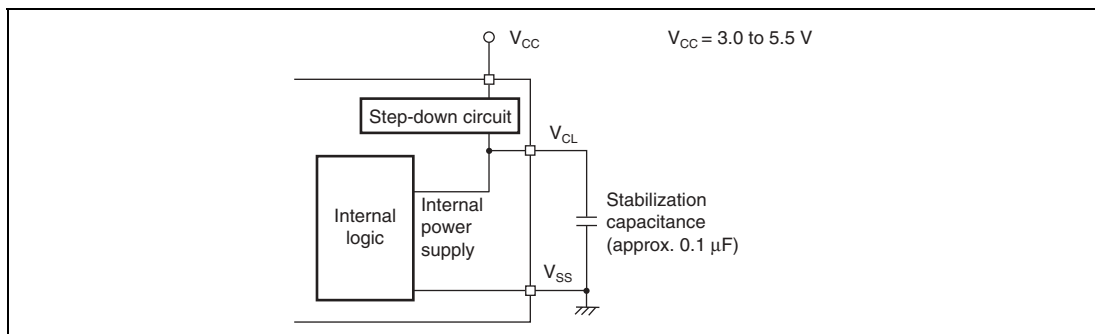 V_CC
V_CC = 3.0 to 5.5 V
Step-down circuit
V_CL
Internal
logic
Internal
power
supply
Stabilization
capacitance
(approx. 0.1 µF)
V_SS